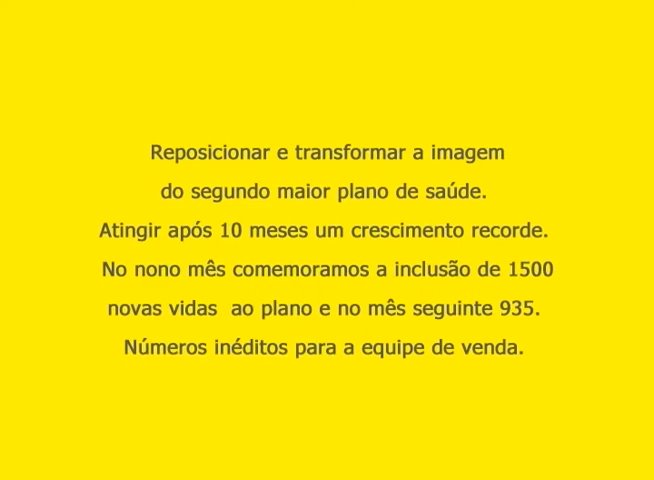 Reposicionar e transformar a imagem
do segundo maior plano de saúde.
Atingir após 10 meses um crescimento recorde.
No nono mês comemoramos a inclusão de 1500
novas vidas  ao plano e no mês seguinte 935.
Números inéditos para a equipe de venda.